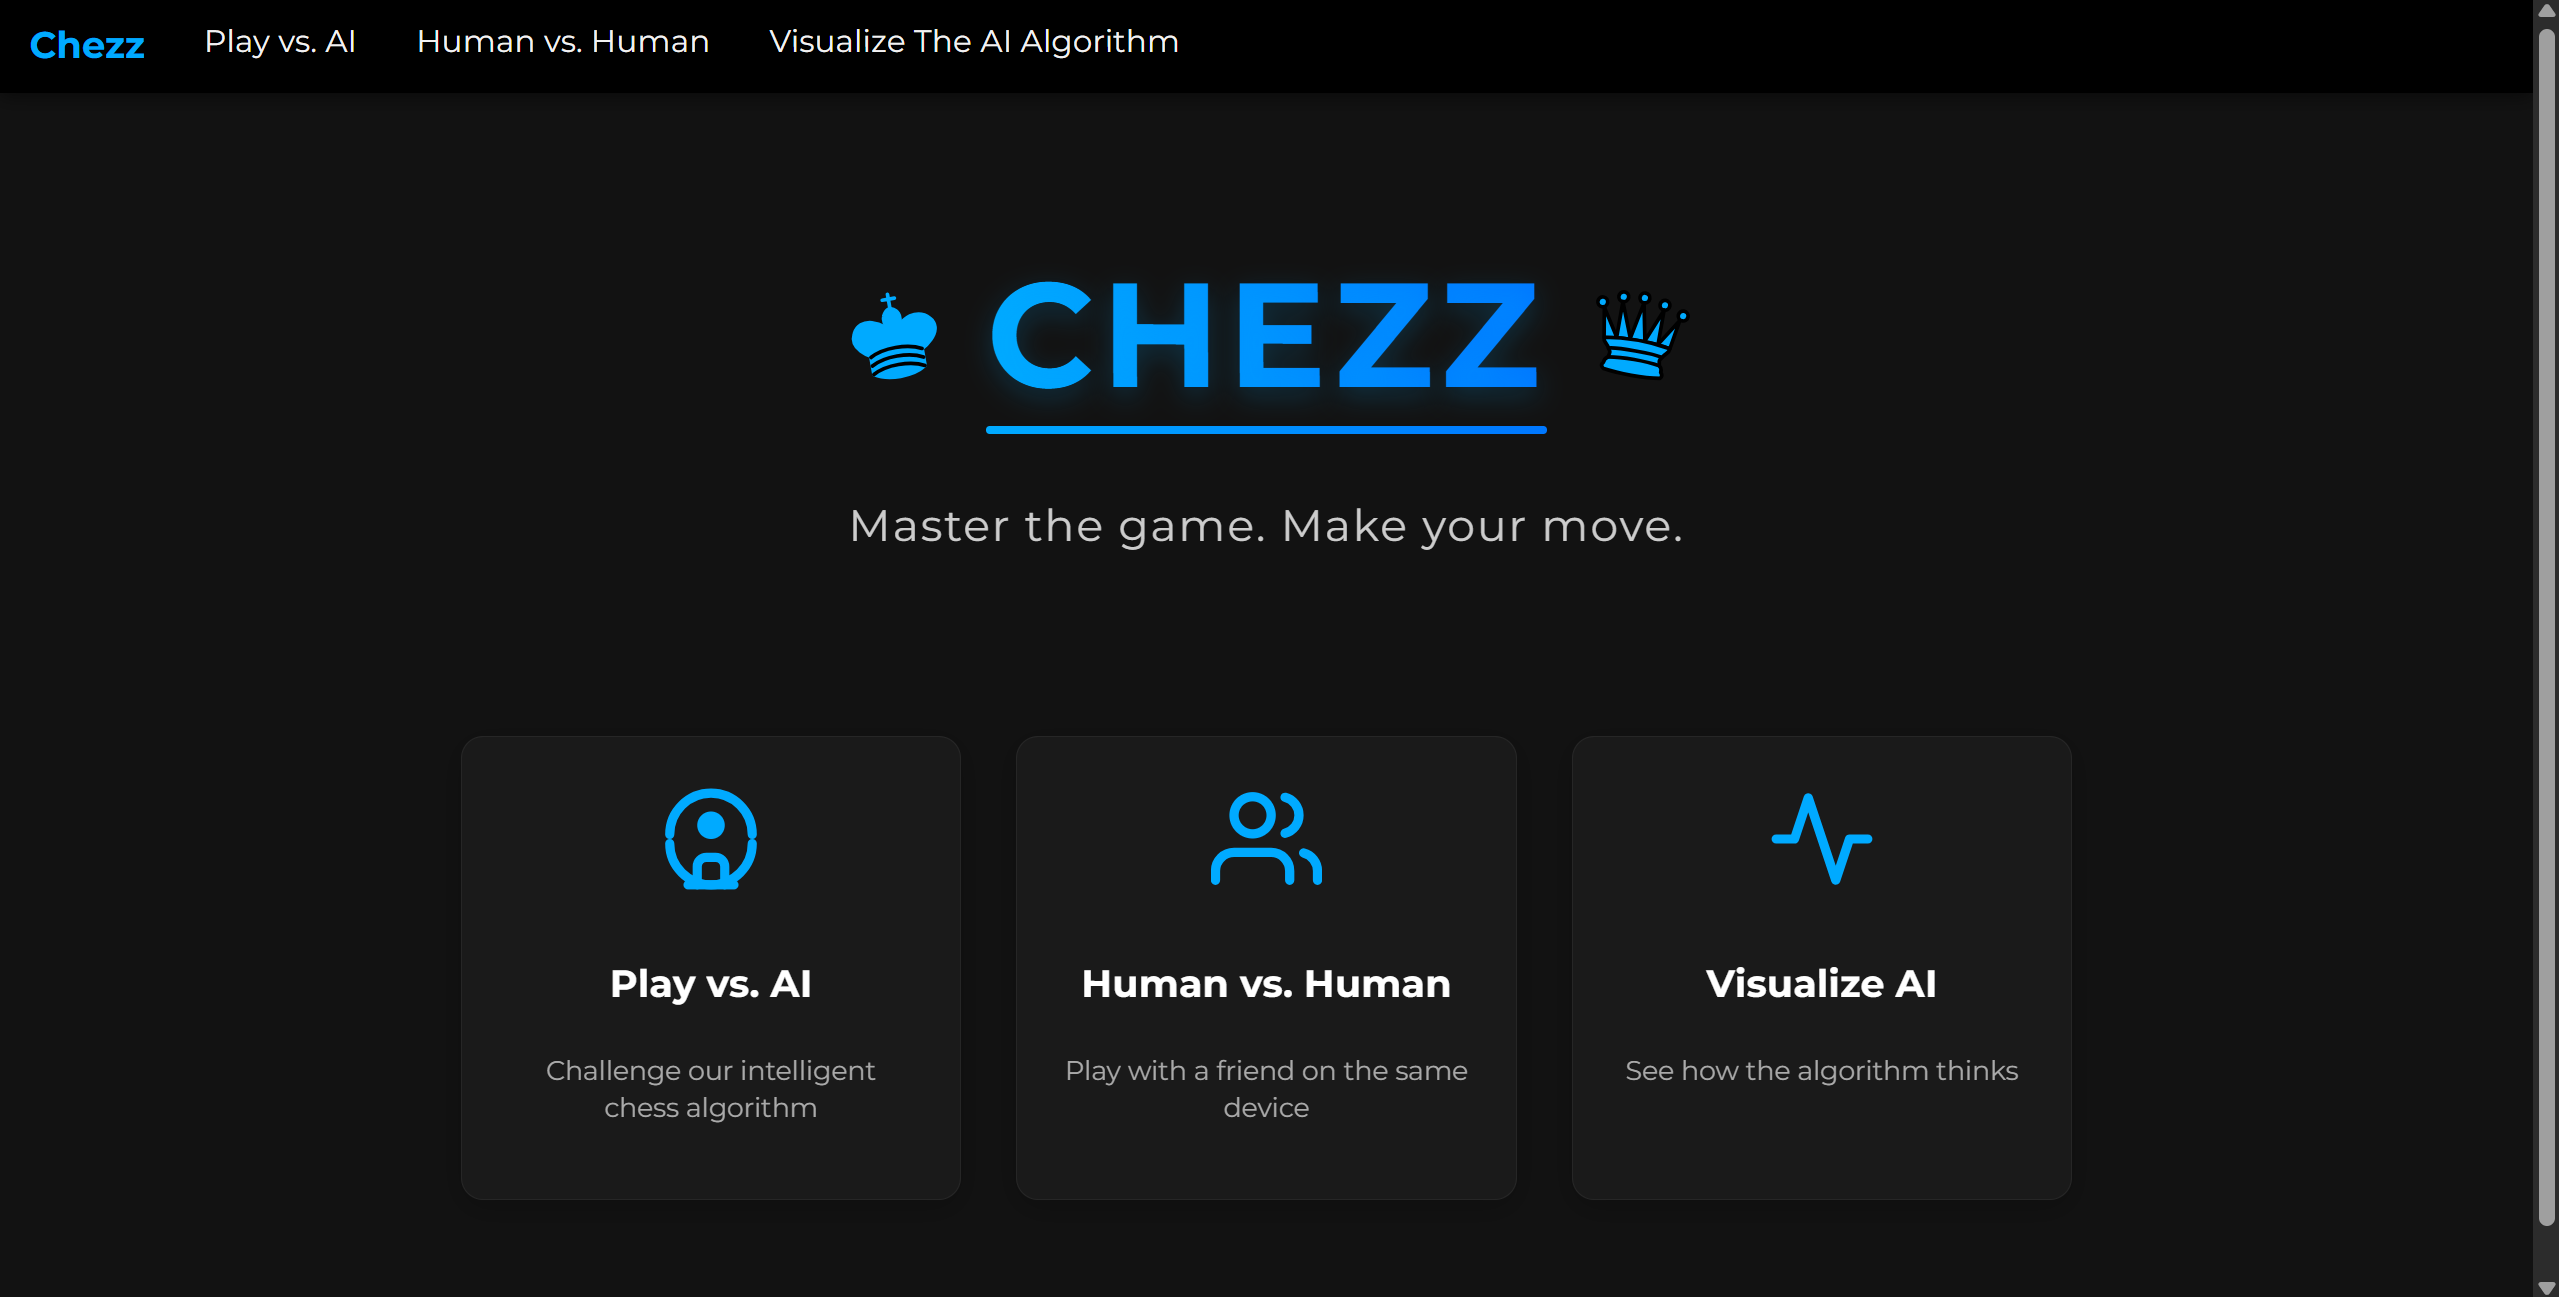 Chezz
Play vs. AI
Human vs. Human
Visualize The AI Algorithm
CHEZZ
Master the game. Make your move.
Play vs. AI
Challenge our intelligent
chess algorithm
Human vs. Human
Play with a friend on the same
device
Visualize AI
See how the algorithm thinks